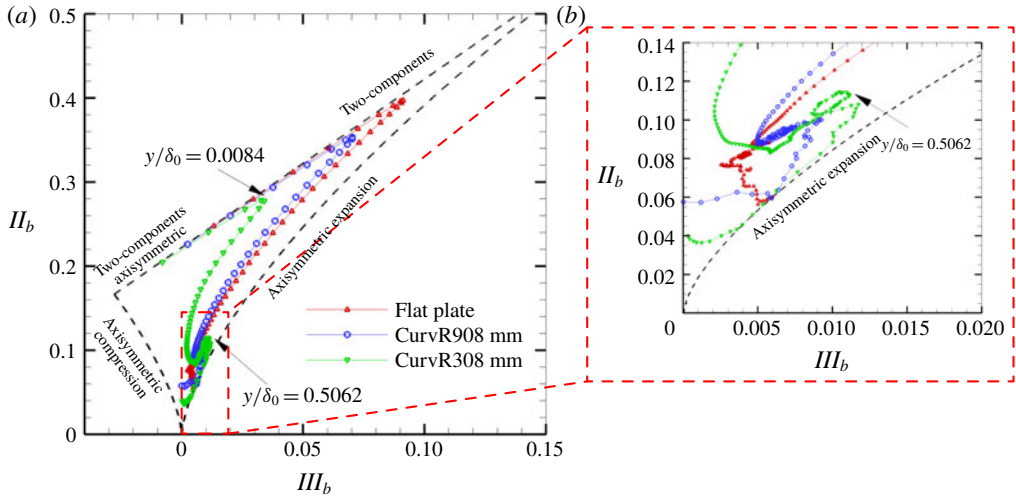 (a)
0.5
0.4
0.3
0.2
0.1
0
II_b
Two-components
y/δ₀ = 0.0084
Two-components
axisymmetric
Axisymmetric expansion
Axisymmetric
compression
Flat plate
CurvR908 mm
CurvR308 mm
y/δ₀ = 0.5062
0 0.05 0.10 0.15
III_b
(b)
0.14
0.12
0.10
0.08
0.06
0.04
0.02
II_b
y/δ₀ = 0.5062
Axisymmetric expansion
0 0.005 0.010 0.015 0.020
III_b